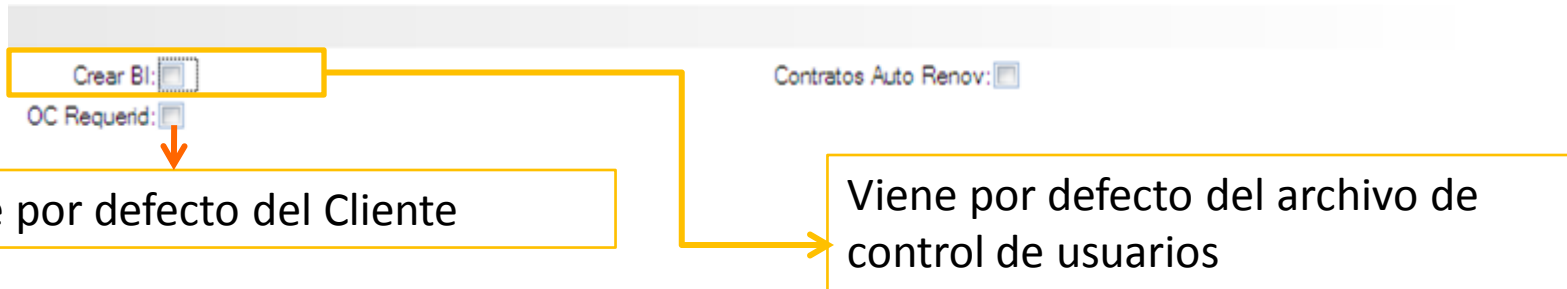 Crear BI:
Contratos Auto Renov:
OC Requerid:
por defecto del Cliente
Viene por defecto del archivo de
control de usuarios